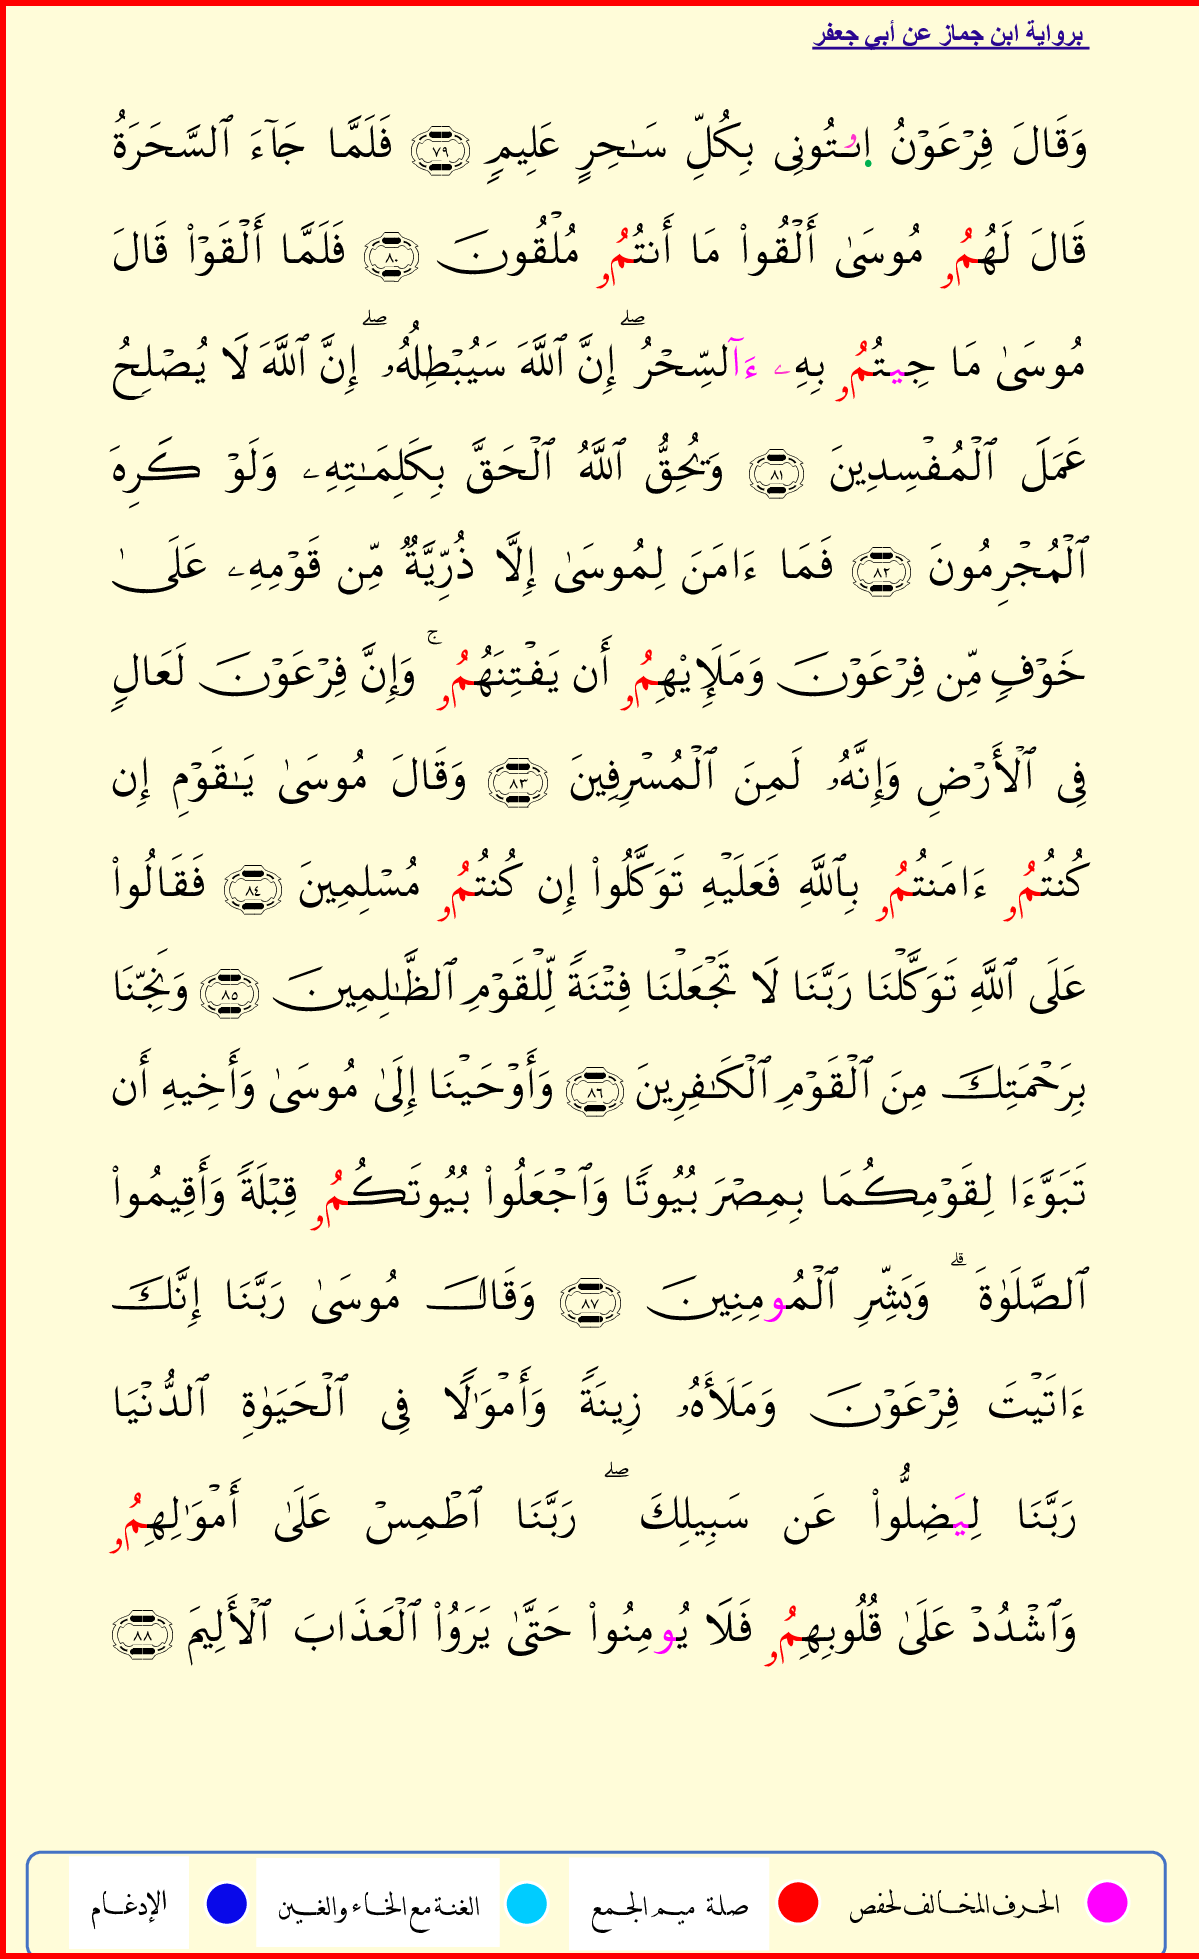 برواية ابن جماز عن أبي جعفر
وَقَالَ فِرْعَوْنُ اِۥتُونِى بِكُلِّ سَـٰحِرٍ عَلِيمٍ ٧٩ فَلَمَّا جَآءَ ٱلسَّحَرَةُ
قَالَ لَهُمُۥ مُوسَىٰٓ أَلْقُوا۟ مَا أَنتُمُۥ مُلْقُونَ ٨٠ فَلَمَّا أَلْقَوْا۟ قَالَ
مُوسَىٰ مَا جِيتُمُۥ بِهِۦ ءَآلسِّحْرُ ۖ إِنَّ ٱللَّهَ سَيُبْطِلُهُۥ ۖ إِنَّ ٱللَّهَ لَا يُصْلِحُ
عَمَلَ ٱلْمُفْسِدِينَ ٨١ وَيُحِقُّ ٱللَّهُ ٱلْحَقَّ بِكَلِمَـٰتِهِۦ وَلَوْ كَرِهَ
ٱلْمُجْرِمُونَ ٨٢ فَمَا ءَامَنَ لِمُوسَىٰ إِلَّا ذُرِّيَّةٌ مِّن قَوْمِهِۦ عَلَىٰ
خَوْفٍ مِّن فِرْعَوْنَ وَمَلَإِيْهِمُۥ أَن يَفْتِنَهُمُۥ ۚ وَإِنَّ فِرْعَوْنَ لَعَالٍ
فِى ٱلْأَرْضِ وَإِنَّهُۥ لَمِنَ ٱلْمُسْرِفِينَ ٨٣ وَقَالَ مُوسَىٰ يَـٰقَوْمِ إِن
كُنتُمُۥ ءَامَنتُمُۥ بِٱللَّهِ فَعَلَيْهِ تَوَكَّلُوا۟ إِن كُنتُمُۥ مُسْلِمِينَ ٨٤ فَقَالُوا۟
عَلَى ٱللَّهِ تَوَكَّلْنَا رَبَّنَا لَا تَجْعَلْنَا فِتْنَةً لِّلْقَوْمِ ٱلظَّـٰلِمِينَ ٨٥ وَنَجِّنَا
بِرَحْمَتِكَ مِنَ ٱلْقَوْمِ ٱلْكَـٰفِرِينَ ٨٦ وَأَوْحَيْنَا إِلَىٰ مُوسَىٰ وَأَخِيهِ أَن
تَبَوَّءَا لِقَوْمِكُمَا بِمِصْرَ بُيُوتًا وَٱجْعَلُوا۟ بُيُوتَكُمُۥ قِبْلَةً وَأَقِيمُوا۟
ٱلصَّلَوٰةَ ۗ وَبَشِّرِ ٱلْمُومِنِينَ ٨٧ وَقَالَ مُوسَىٰ رَبَّنَا إِنَّكَ
ءَاتَيْتَ فِرْعَوْنَ وَمَلَأَهُۥ زِينَةً وَأَمْوَٰلًا فِى ٱلْحَيَوٰةِ ٱلدُّنْيَا
رَبَّنَا لِيَضِلُّوا۟ عَن سَبِيلِكَ ۖ رَبَّنَا ٱطْمِسْ عَلَىٰ أَمْوَٰلِهِمُۥ
وَٱشْدُدْ عَلَىٰ قُلُوبِهِمُۥ فَلَا يُومِنُوا۟ حَتَّىٰ يَرَوُا۟ ٱلْعَذَابَ ٱلْأَلِيمَ ٨٨
الحرف المخالف لحفص صلة ميم الجمع الغنة مع الخاء والغين الإدغام